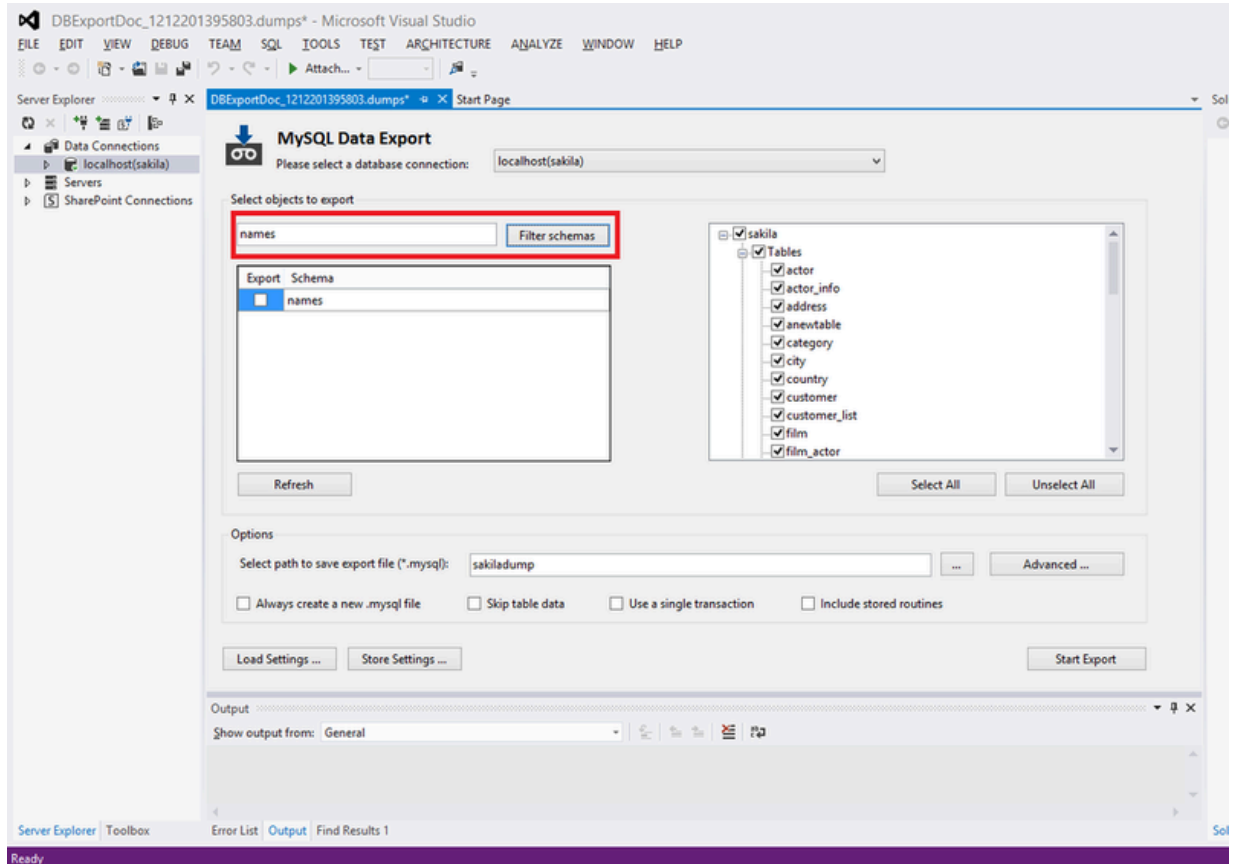 DBExportDoc_1212201395803.dumps* - Microsoft Visual Studio
FILE EDIT VIEW DEBUG TEAM SQL TOOLS TEST ARCHITECTURE ANALYZE WINDOW HELP
Attach...
Server Explorer
DBExportDoc_1212201395803.dumps* Start Page
Sol
Data Connections
localhost(sakila)
Servers
SharePoint Connections
MySQL Data Export
Please select a database connection: localhost(sakila)
Select objects to export
names Filter schemas
Export Schema
names
sakila
Tables
actor
actor_info
address
anewtable
category
city
country
customer
customer_list
film
film_actor
Refresh
Select All Unselect All
Options
Select path to save export file (*.mysql): sakiladump ... Advanced ...
Always create a new .mysql file Skip table data Use a single transaction Include stored routines
Load Settings ... Store Settings ... Start Export
Output
Show output from: General
Server Explorer Toolbox
Error List Output Find Results 1
Sol
Ready